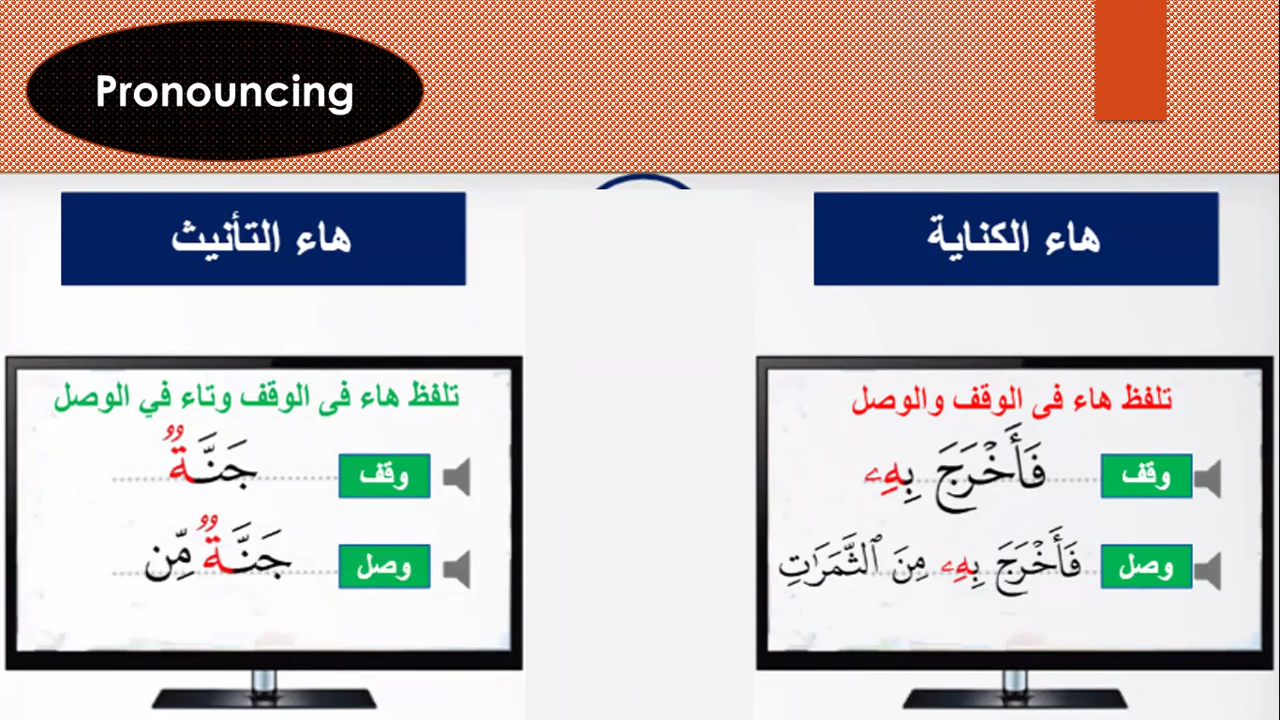 Pronouncing
هاء الكناية
تلفظ هاء فى الوقف والوصل
وقف
فَأَخْرَجَ بِهِۦ
وصل
فَأَخْرَجَ بِهِۦ مِنَ ٱلثَّمَرَٰتِ
هاء التأنيث
تلفظ هاء فى الوقف وتاء في الوصل
وقف
جَنَّةٌ
وصل
جَنَّةٌ مِّن